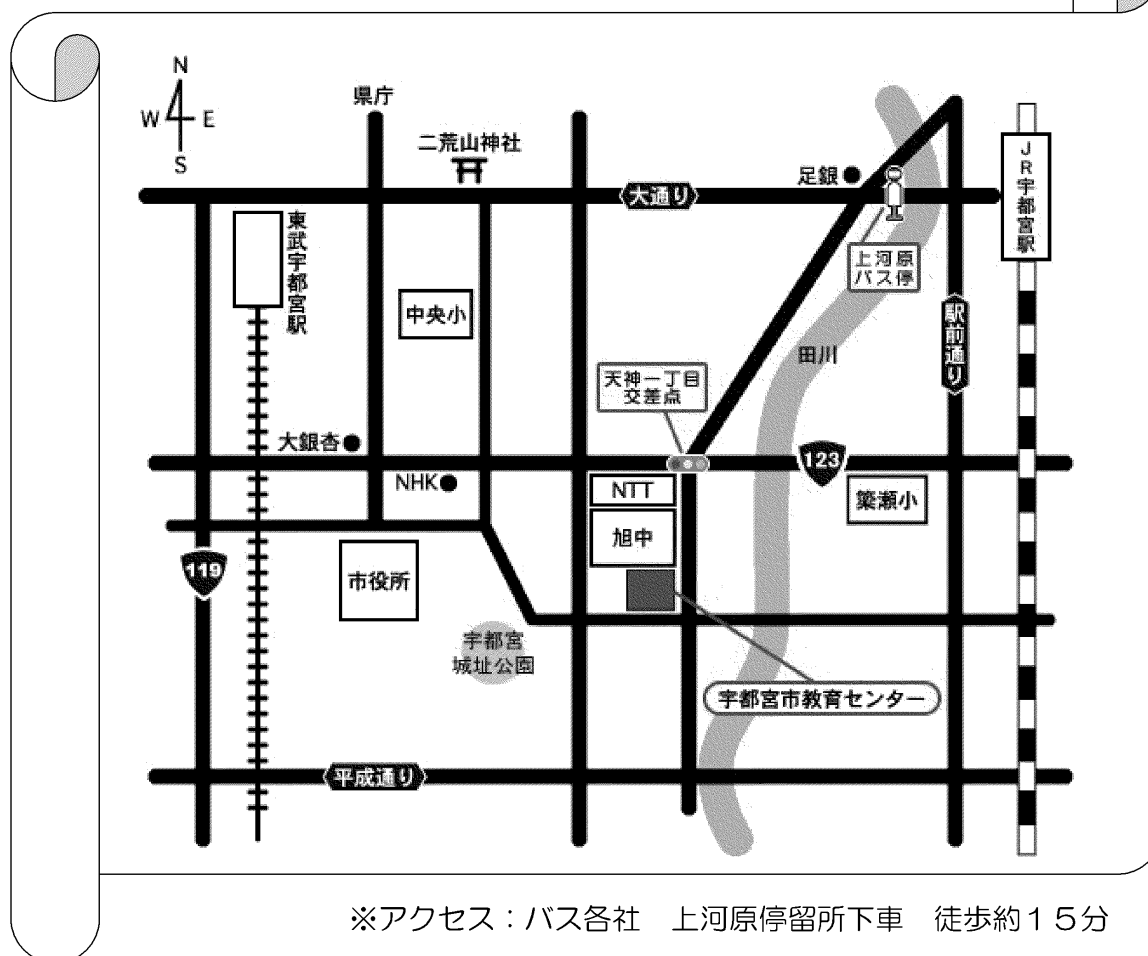 N
県庁
W E
二荒山神社
S
足銀
JR宇都宮駅
大通り
東武宇都宮駅
上河原
バス停
中央小
駅前通り
田川
天神一丁目
交差点
大銀杏
123
NHK
NTT
簗瀬小
旭中
119
市役所
宇都宮
城址公園
宇都宮市教育センター
平成通り
※アクセス：バス各社　上河原停留所下車　徒歩約１５分